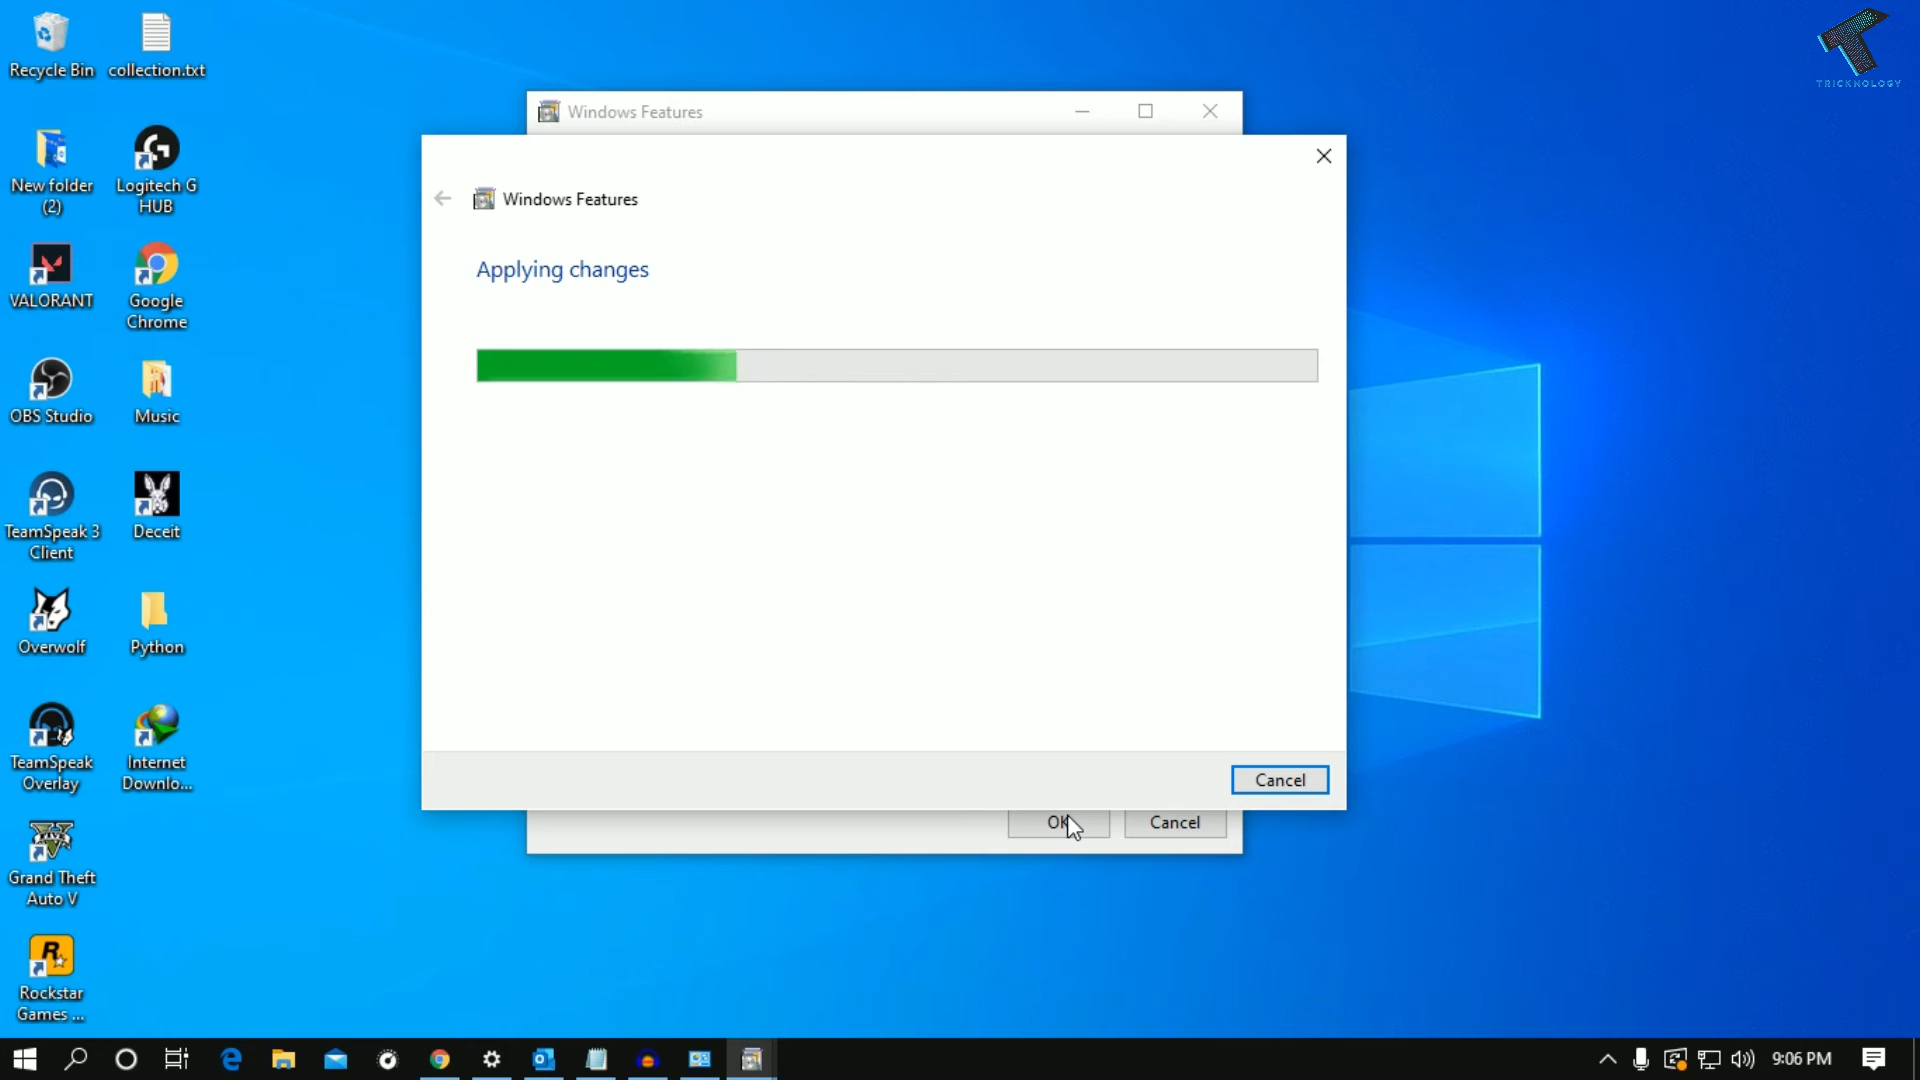 Recycle Bin
collection.txt
New folder
(2)
Logitech G
HUB
VALORANT
Google
Chrome
OBS Studio
Music
TeamSpeak 3
Client
Deceit
Overwolf
Python
TeamSpeak
Overlay
Internet
Downlo...
Grand Theft
Auto V
Rockstar
Games ...
TRICKNOLOGY
Windows Features
Windows Features
Applying changes
Cancel
OK
Cancel
9:06 PM